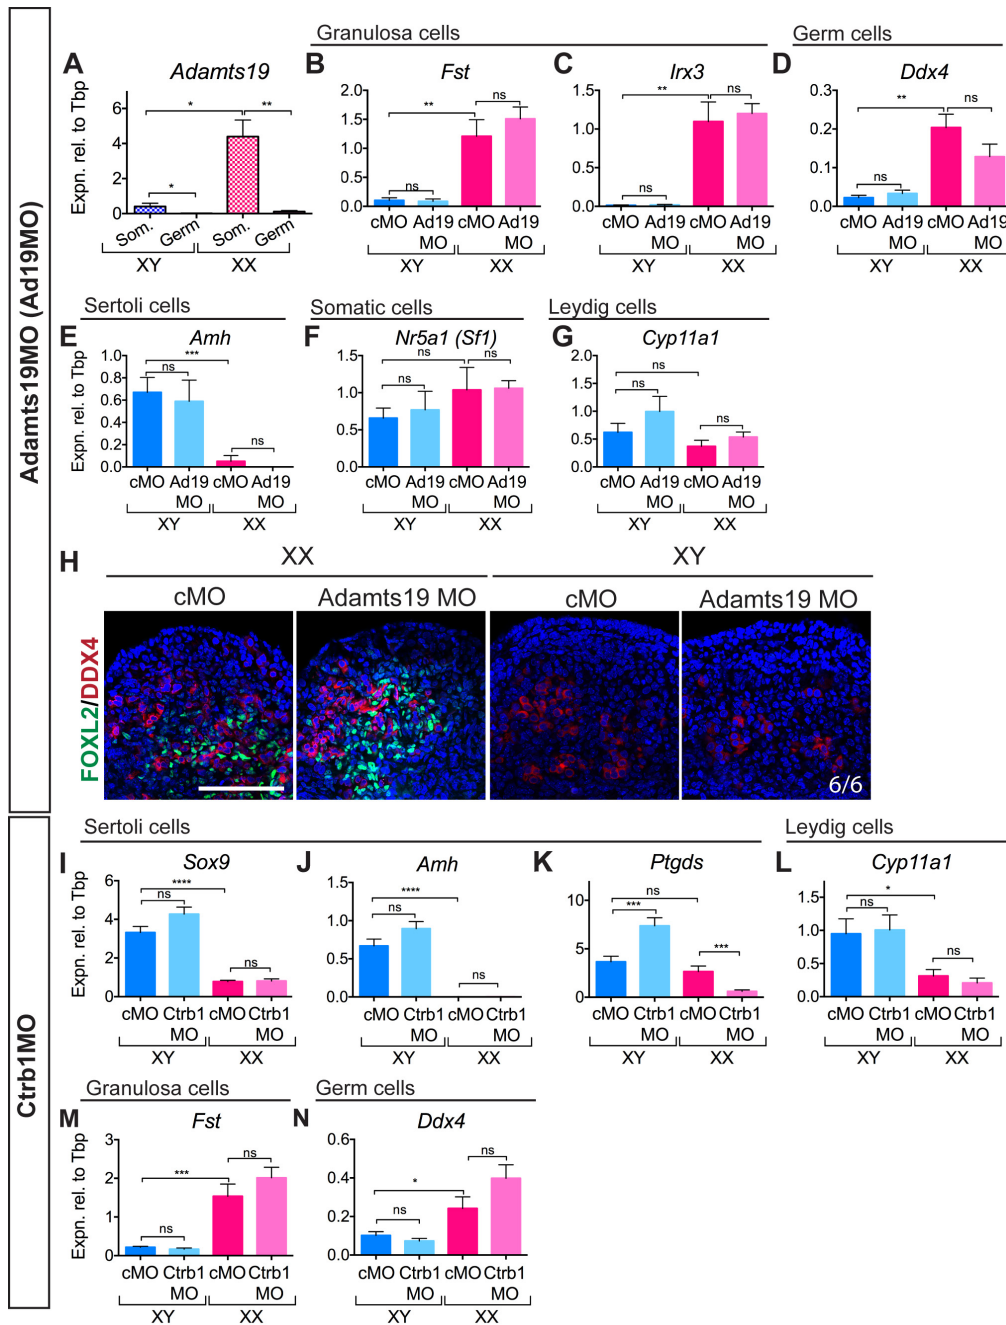 Adamts19MO (Ad19MO)
Granulosa cells
Germ cells
A
Adamts19
Expn. rel. to Tbp
6
4
2
0
*
*
**
Som.
Germ
Som.
Germ
XY
XX
B
Fst
2.0
1.5
1.0
0.5
0.0
ns
**
ns
cMO Ad19 cMO Ad19
MO MO
XY
XX
C
Irx3
2.0
1.5
1.0
0.5
0.0
ns
**
ns
cMO Ad19 cMO Ad19
MO MO
XY
XX
D
Ddx4
0.3
0.2
0.1
0.0
ns
**
ns
cMO Ad19 cMO Ad19
MO MO
XY
XX
Sertoli cells
Somatic cells
Leydig cells
E
Amh
Expn. rel. to Tbp
1.0
0.8
0.6
0.4
0.2
0.0
***
ns
ns
cMO Ad19 cMO Ad19
MO MO
XY
XX
F
Nr5a1 (Sf1)
1.5
1.0
0.5
0.0
ns
ns
ns
cMO Ad19 cMO Ad19
MO MO
XY
XX
G
Cyp11a1
2.0
1.5
1.0
0.5
0.0
ns
ns
ns
cMO Ad19 cMO Ad19
MO MO
XY
XX
H
XX
XY
cMO
Adamts19 MO
cMO
Adamts19 MO
FOXL2/DDX4
6/6
Ctrb1MO
Sertoli cells
Leydig cells
I
Sox9
Expn. rel. to Tbp
6
4
2
0
****
ns
ns
cMO Ctrb1 cMO Ctrb1
MO MO
XY
XX
J
Amh
1.5
1.0
0.5
0.0
****
ns
ns
cMO Ctrb1 cMO Ctrb1
MO MO
XY
XX
K
Ptgds
10
5
0
ns
***
***
cMO Ctrb1 cMO Ctrb1
MO MO
XY
XX
L
Cyp11a1
1.5
1.0
0.5
0.0
*
ns
ns
cMO Ctrb1 cMO Ctrb1
MO MO
XY
XX
Granulosa cells
Germ cells
M
Fst
Expn. rel. to Tbp
3
2
1
0
ns
***
ns
cMO Ctrb1 cMO Ctrb1
MO MO
XY
XX
N
Ddx4
0.6
0.4
0.2
0.0
ns
*
ns
cMO Ctrb1 cMO Ctrb1
MO MO
XY
XX